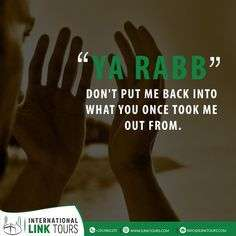 “YA RABB”
DON'T PUT ME BACK INTO
WHAT YOU ONCE TOOK ME
OUT FROM.
INTERNATIONAL
LINK TOURS